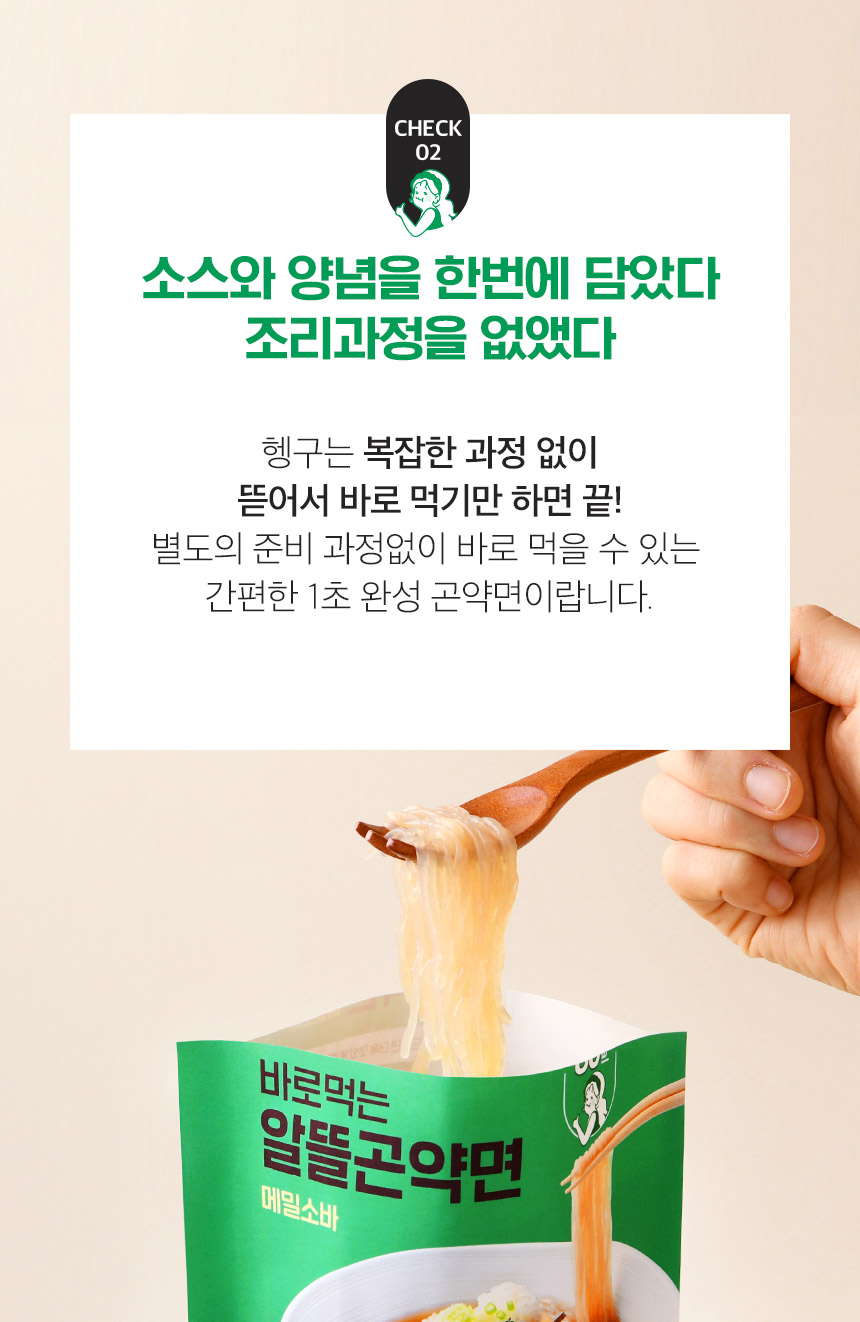 CHECK
02
소스와 양념을 한번에 담았다
조리과정을 없앴다
헹구는 복잡한 과정 없이
뜯어서 바로 먹기만 하면 끝!
별도의 준비 과정없이 바로 먹을 수 있는
간편한 1초 완성 곤약면이랍니다.
바로먹는
알뜰곤약면
메밀소바